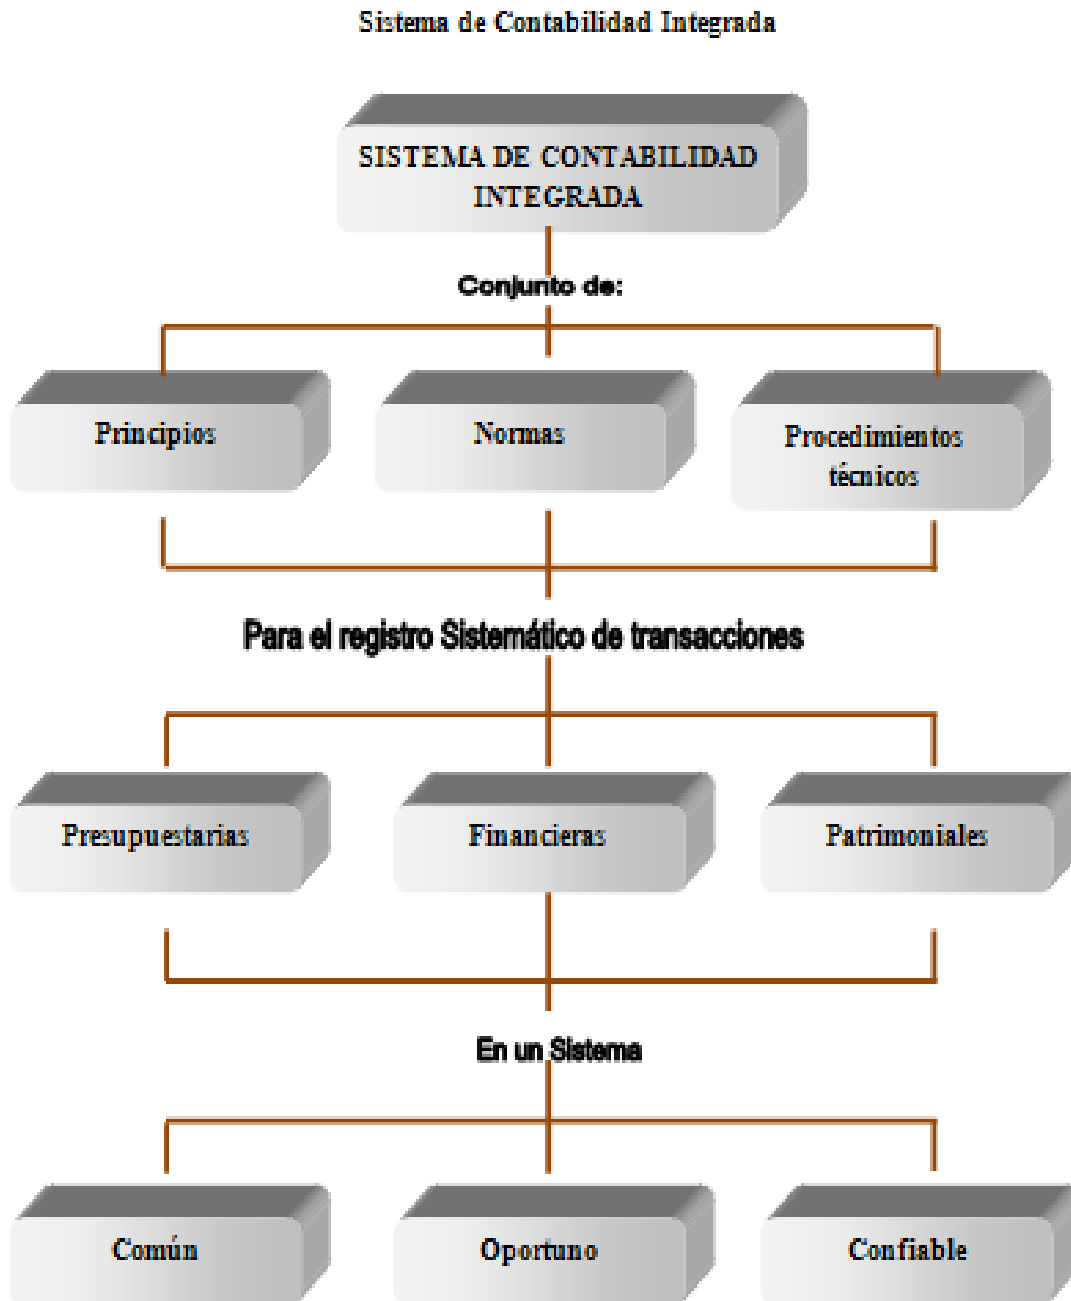 Sistema de Contabilidad Integrada
SISTEMA DE CONTABILIDAD
INTEGRADA
Conjunto de:
Principios
Normas
Procedimientos
técnicos
Para el registro Sistemático de transacciones
Presupuestarias
Financieras
Patrimoniales
En un Sistema
Común
Oportuno
Confiable